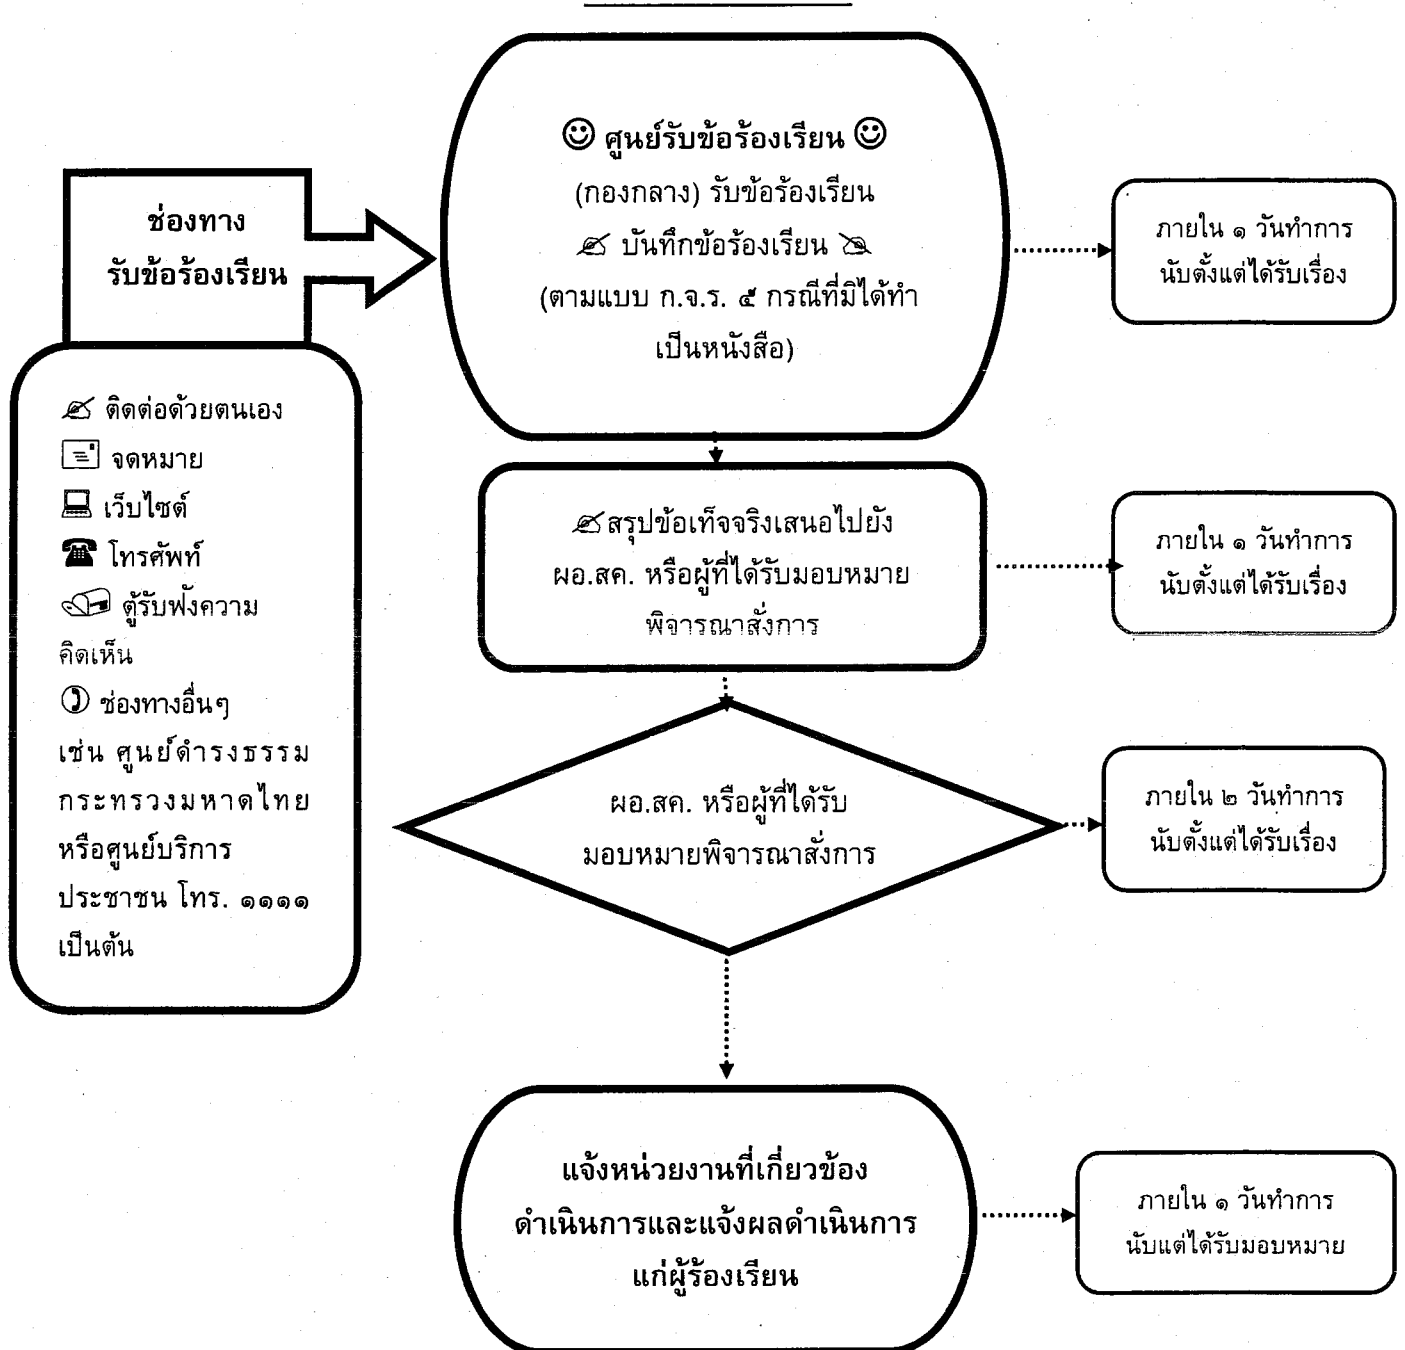 ช่องทาง
รับข้อร้องเรียน
ติดต่อด้วยตนเอง
จดหมาย
เว็บไซต์
โทรศัพท์
ตู้รับฟังความ
คิดเห็น
ช่องทางอื่นๆ
เช่น ศูนย์ดำรงธรรม
กระทรวงมหาดไทย
หรือศูนย์บริการ
ประชาชน โทร. ๑๑๑๑
เป็นต้น
ศูนย์รับข้อร้องเรียน
(กองกลาง) รับข้อร้องเรียน
บันทึกข้อร้องเรียน
(ตามแบบ ก.จ.ร. ๕ กรณีที่มิได้ทำ
เป็นหนังสือ)
ภายใน ๑ วันทำการ
นับตั้งแต่ได้รับเรื่อง
สรุปข้อเท็จจริงเสนอไปยัง
ผอ.สค. หรือผู้ที่ได้รับมอบหมาย
พิจารณาสั่งการ
ภายใน ๑ วันทำการ
นับตั้งแต่ได้รับเรื่อง
ผอ.สค. หรือผู้ที่ได้รับ
มอบหมายพิจารณาสั่งการ
ภายใน ๒ วันทำการ
นับตั้งแต่ได้รับเรื่อง
แจ้งหน่วยงานที่เกี่ยวข้อง
ดำเนินการและแจ้งผลดำเนินการ
แก่ผู้ร้องเรียน
ภายใน ๑ วันทำการ
นับแต่ได้รับมอบหมาย